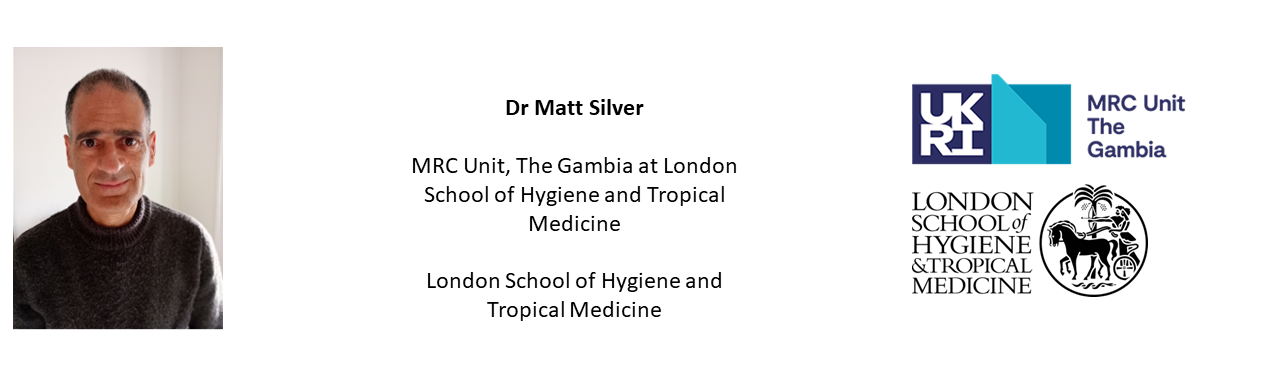 Dr Matt Silver
MRC Unit, The Gambia at London
School of Hygiene and Tropical
Medicine
London School of Hygiene and
Tropical Medicine
UK
RI
MRC Unit
The
Gambia
LONDON
SCHOOL of
HYGIENE
&TROPICAL
MEDICINE